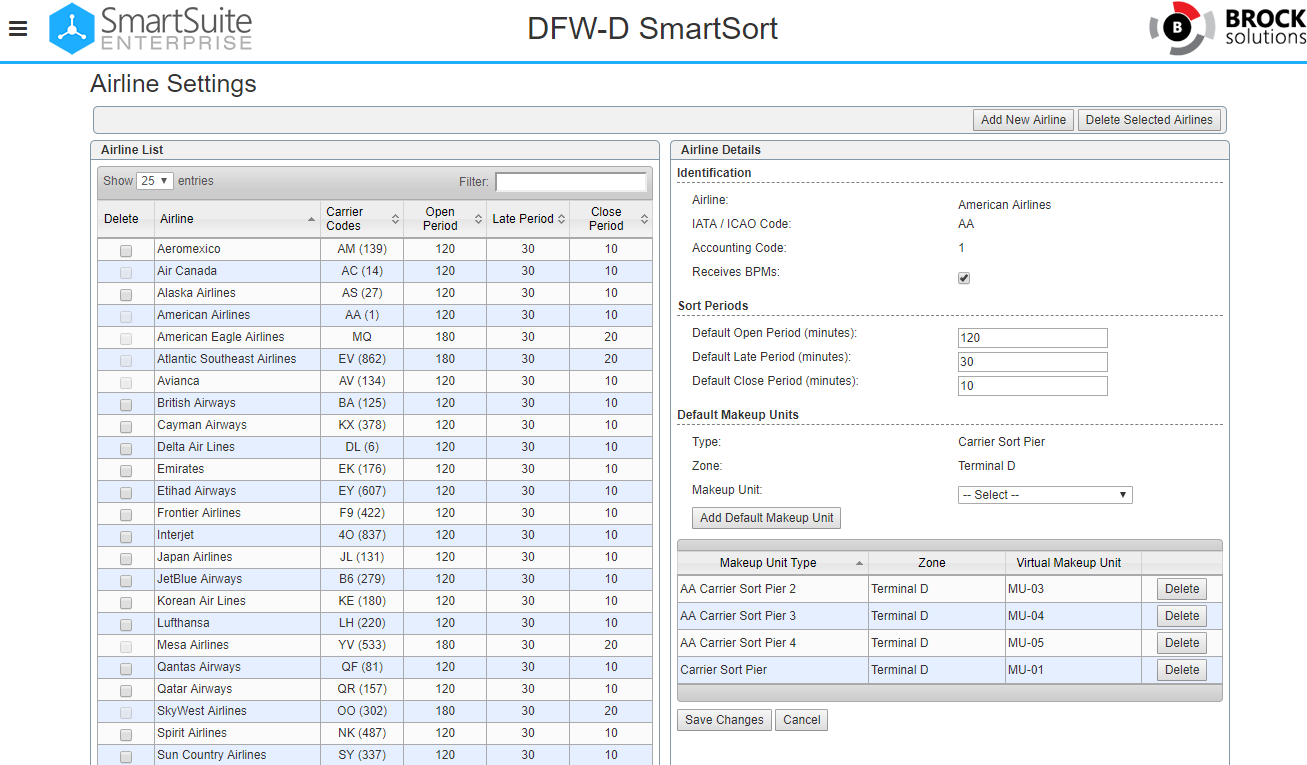 SmartSuite
ENTERPRISE
DFW-D SmartSort
B
BROCK
solutions
Airline Settings
Add New Airline Delete Selected Airlines
Airline List
Show 25 entries Filter:
Delete Airline Carrier Codes Open Period Late Period Close Period
Aeromexico AM (139) 120 30 10
Air Canada AC (14) 120 30 10
Alaska Airlines AS (27) 120 30 10
American Airlines AA (1) 120 30 10
American Eagle Airlines MQ 180 30 20
Atlantic Southeast Airlines EV (862) 180 30 20
Avianca AV (134) 120 30 10
British Airways BA (125) 120 30 10
Cayman Airways KX (378) 120 30 10
Delta Air Lines DL (6) 120 30 10
Emirates EK (176) 120 30 10
Etihad Airways EY (607) 120 30 10
Frontier Airlines F9 (422) 120 30 10
Interjet 4O (837) 120 30 10
Japan Airlines JL (131) 120 30 10
JetBlue Airways B6 (279) 120 30 10
Korean Air Lines KE (180) 120 30 10
Lufthansa LH (220) 120 30 10
Mesa Airlines YV (533) 180 30 20
Qantas Airways QF (81) 120 30 10
Qatar Airways QR (157) 120 30 10
SkyWest Airlines OO (302) 180 30 20
Spirit Airlines NK (487) 120 30 10
Sun Country Airlines SY (337) 120 30 10
Airline Details
Identification
Airline: American Airlines
IATA / ICAO Code: AA
Accounting Code: 1
Receives BPMs:
Sort Periods
Default Open Period (minutes): 120
Default Late Period (minutes): 30
Default Close Period (minutes): 10
Default Makeup Units
Type: Carrier Sort Pier
Zone: Terminal D
Makeup Unit: -- Select --
Add Default Makeup Unit
Makeup Unit Type Zone Virtual Makeup Unit
AA Carrier Sort Pier 2 Terminal D MU-03 Delete
AA Carrier Sort Pier 3 Terminal D MU-04 Delete
AA Carrier Sort Pier 4 Terminal D MU-05 Delete
Carrier Sort Pier Terminal D MU-01 Delete
Save Changes Cancel